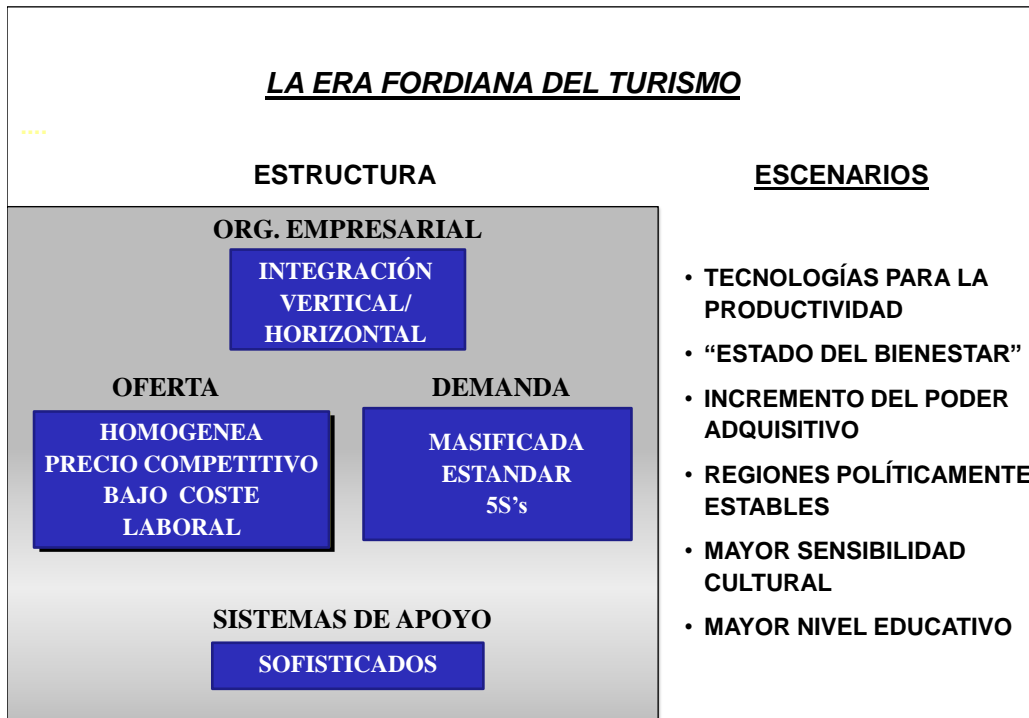 LA ERA FORDIANA DEL TURISMO
ESTRUCTURA
ORG. EMPRESARIAL
INTEGRACIÓN
VERTICAL/
HORIZONTAL
OFERTA
HOMOGENEA
PRECIO COMPETITIVO
BAJO COSTE
LABORAL
DEMANDA
MASIFICADA
ESTANDAR
5S's
SISTEMAS DE APOYO
SOFISTICADOS
ESCENARIOS
• TECNOLOGÍAS PARA LA
PRODUCTIVIDAD
• “ESTADO DEL BIENESTAR”
• INCREMENTO DEL PODER
ADQUISITIVO
• REGIONES POLÍTICAMENTE
ESTABLES
• MAYOR SENSIBILIDAD
CULTURAL
• MAYOR NIVEL EDUCATIVO